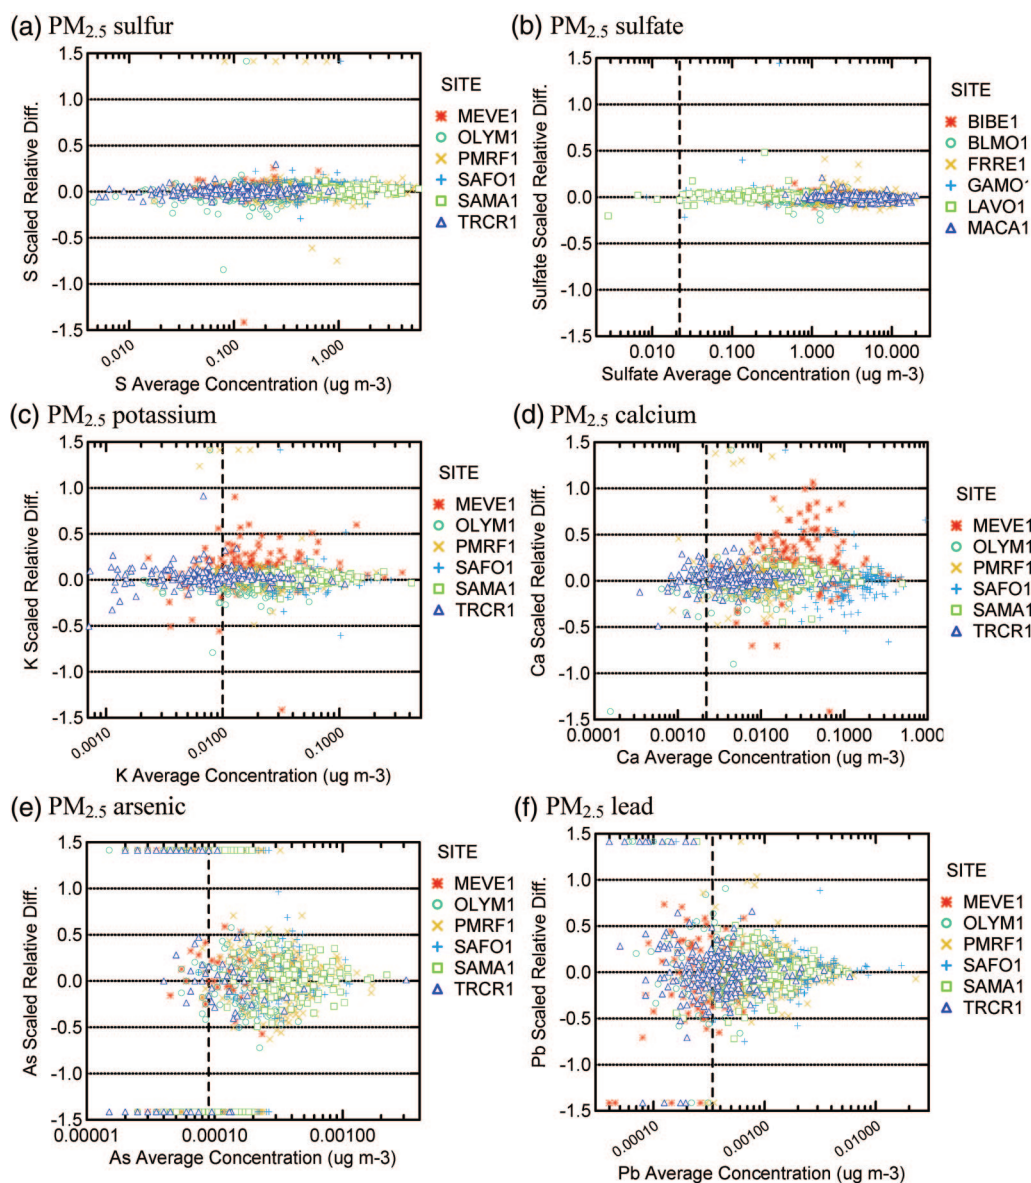 (a) PM2.5 sulfur
1.5
1.0
0.5
0.0
-0.5
-1.0
-1.5
S Scaled Relative Diff.
0.010
0.100
1.000
S Average Concentration (ug m-3)
SITE
MEVE1
OLYM1
PMRF1
SAFO1
SAMA1
TRCR1
(b) PM2.5 sulfate
1.5
1.0
0.5
0.0
-0.5
-1.0
-1.5
Sulfate Scaled Relative Diff.
0.010
0.100
1.000
10.000
Sulfate Average Concentration (ug m-3)
SITE
BIBE1
BLMO1
FRRE1
GAMO
LAVO1
MACA1
(c) PM2.5 potassium
1.5
1.0
0.5
0.0
-0.5
-1.0
-1.5
K Scaled Relative Diff.
0.0010
0.0100
0.1000
K Average Concentration (ug m-3)
SITE
MEVE1
OLYM1
PMRF1
SAFO1
SAMA1
TRCR1
(d) PM2.5 calcium
1.5
1.0
0.5
0.0
-0.5
-1.0
-1.5
Ca Scaled Relative Diff.
0.0001
0.0010
0.0100
0.1000
1.000
Ca Average Concentration (ug m-3)
SITE
MEVE1
OLYM1
PMRF1
SAFO1
SAMA1
TRCR1
(e) PM2.5 arsenic
1.5
1.0
0.5
0.0
-0.5
-1.0
-1.5
As Scaled Relative Diff.
0.00001
0.00010
0.00100
As Average Concentration (ug m-3)
SITE
MEVE1
OLYM1
PMRF1
SAFO1
SAMA1
TRCR1
(f) PM2.5 lead
1.5
1.0
0.5
0.0
-0.5
-1.0
-1.5
Pb Scaled Relative Diff.
0.00010
0.00100
0.01000
Pb Average Concentration (ug m-3)
SITE
MEVE1
OLYM1
PMRF1
SAFO1
SAMA1
TRCR1